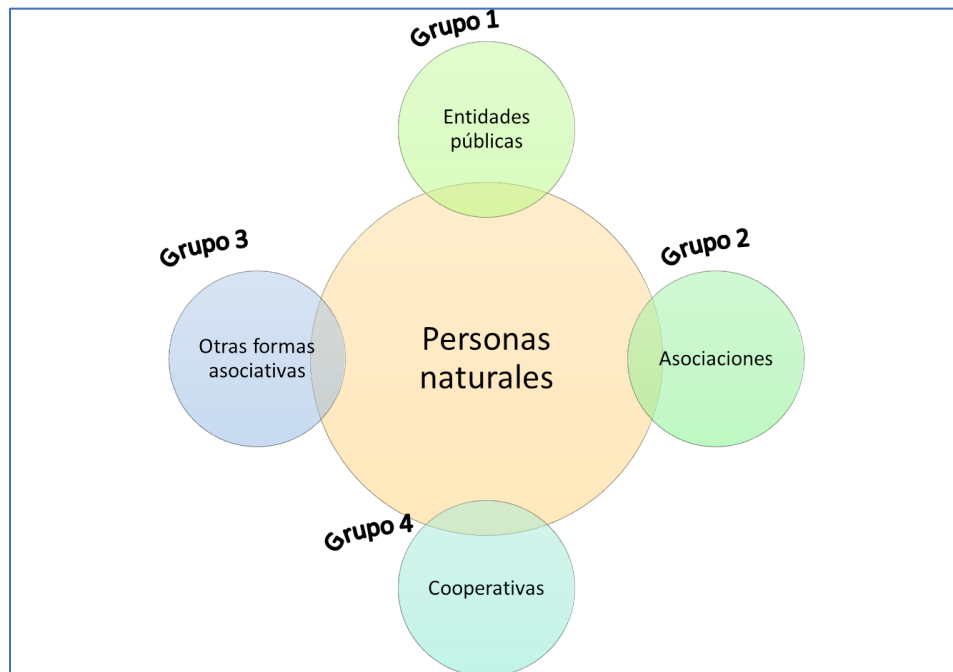 Grupo 1
Entidades
públicas
Grupo 3
Grupo 2
Otras formas
asociativas
Personas
naturales
Asociaciones
Grupo 4
Cooperativas